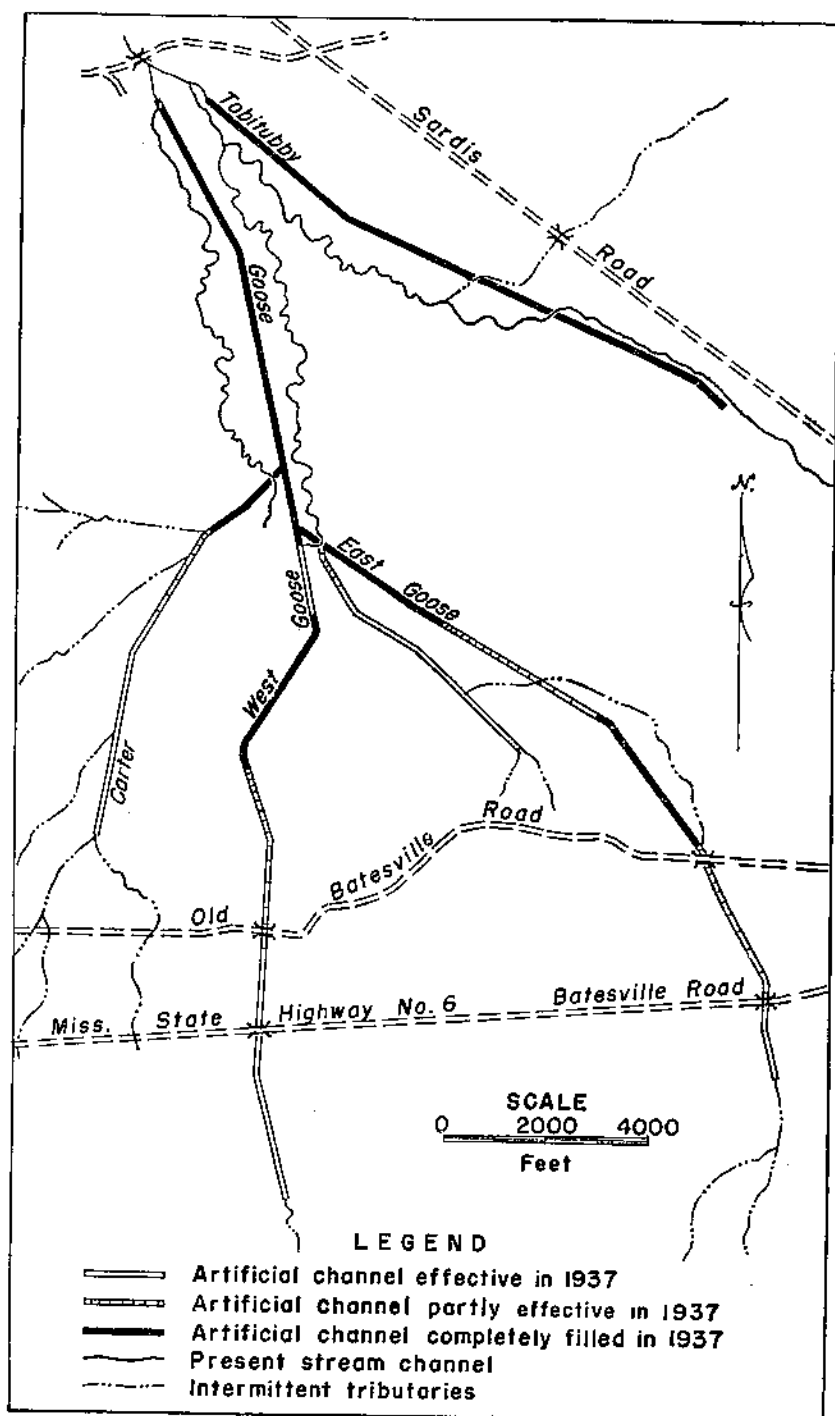 Tobitubby
Sardis
Road
Goose
N.
East Goose
Goose
West
Carter
Old Batesville Road
Miss. State Highway No. 6 Batesville Road
SCALE
0 2000 4000
Feet
LEGEND
Artificial channel effective in 1937
Artificial channel partly effective in 1937
Artificial channel completely filled in 1937
Present stream channel
Intermittent tributaries